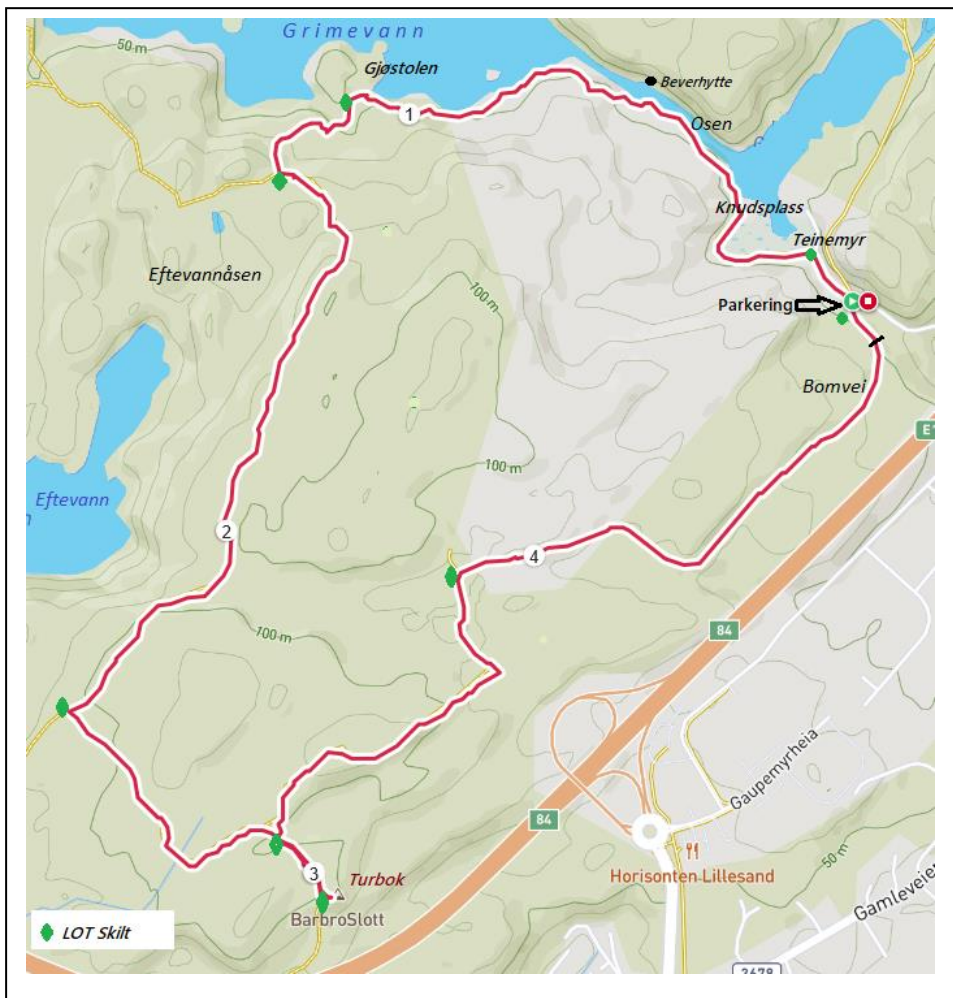 Grimevann
50 m
Gjøstolen
Beverhytte
1
Osen
Knudsplass
Teinemyr
Eftevannåsen
100 m
Parkering
Bomvei
E1
100 m
Eftevann
2
4
100 m
84
Gaupemyrheia
84
50 m
3
Turbok
Horisonten Lillesand
BarbroSlott
Gamleveien
LOT Skilt
3678